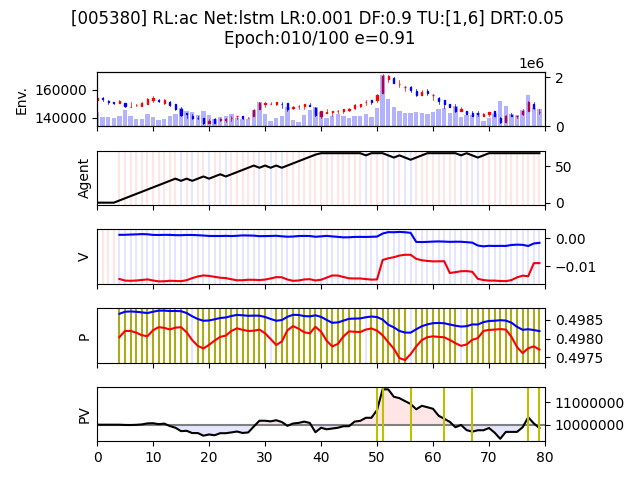 [005380] RL:ac Net:lstm LR:0.001 DF:0.9 TU:[1,6] DRT:0.05
Epoch:010/100 e=0.91
1e6
Env.
160000
140000
2
0
Agent
50
0
V
0.00
−0.01
P
0.4985
0.4980
0.4975
PV
11000000
10000000
0 10 20 30 40 50 60 70 80